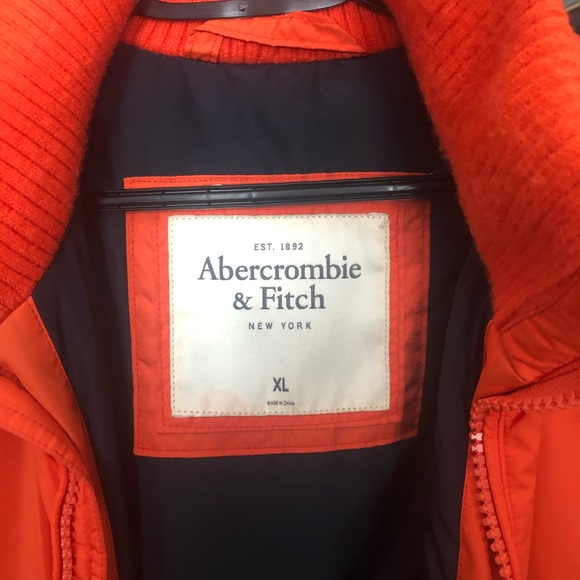 EST. 1892
Abercrombie
& Fitch
NEW YORK
XL
MADE IN CHINA